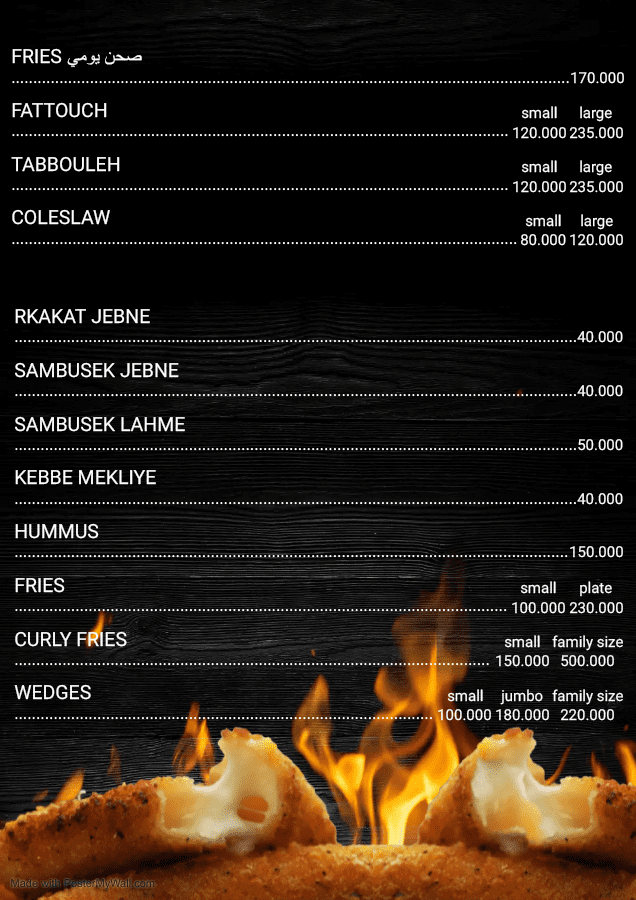 FRIES صحن يومي
170.000
FATTOUCH small large
120.000 235.000
TABBOULEH small large
120.000 235.000
COLESLAW small large
80.000 120.000
RKAKAT JEBNE
40.000
SAMBUSEK JEBNE
40.000
SAMBUSEK LAHME
50.000
KEBBE MEKLIYE
40.000
HUMMUS
150.000
FRIES small plate
100.000 230.000
CURLY FRIES small family size
150.000 500.000
WEDGES small jumbo family size
100.000 180.000 220.000
Made with PosterMyWall.com